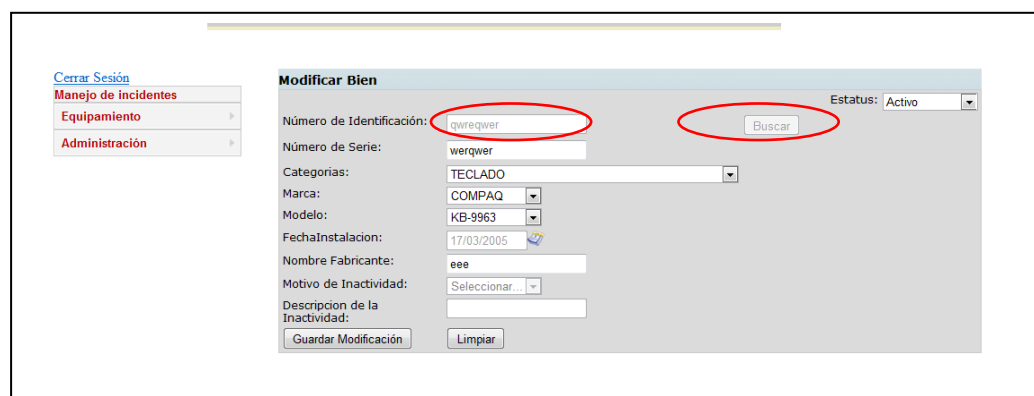 Cerrar Sesión
Manejo de incidentes
Equipamiento
Administración
Modificar Bien
Estatus: Activo
Número de Identificación: qwreqwer Buscar
Número de Serie: werqwer
Categorias: TECLADO
Marca: COMPAQ
Modelo: KB-9963
FechaInstalacion: 17/03/2005
Nombre Fabricante: eee
Motivo de Inactividad: Seleccionar...
Descripcion de la
Inactividad:
Guardar Modificación Limpiar